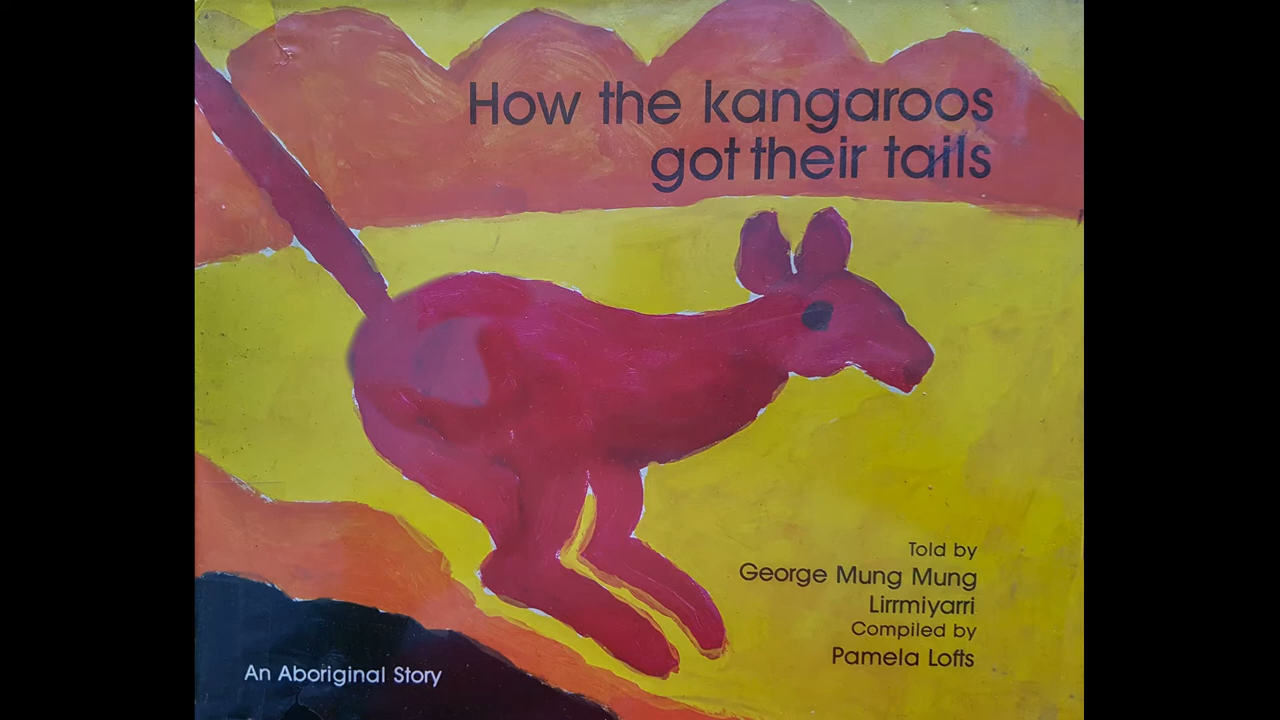 How the kangaroos
got their tails
Told by
George Mung Mung
Lirrmiyarri
Compiled by
Pamela Lofts
An Aboriginal Story